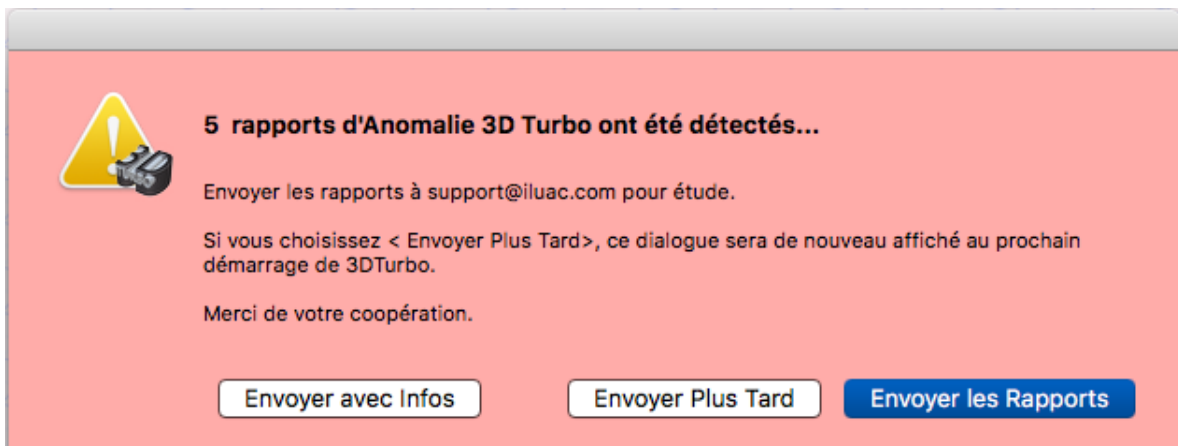 5 rapports d'Anomalie 3D Turbo ont été détectés...
Envoyer les rapports à support@iluac.com pour étude.
Si vous choisissez < Envoyer Plus Tard>, ce dialogue sera de nouveau affiché au prochain
démarrage de 3DTurbo.
Merci de votre coopération.
Envoyer avec Infos
Envoyer Plus Tard
Envoyer les Rapports